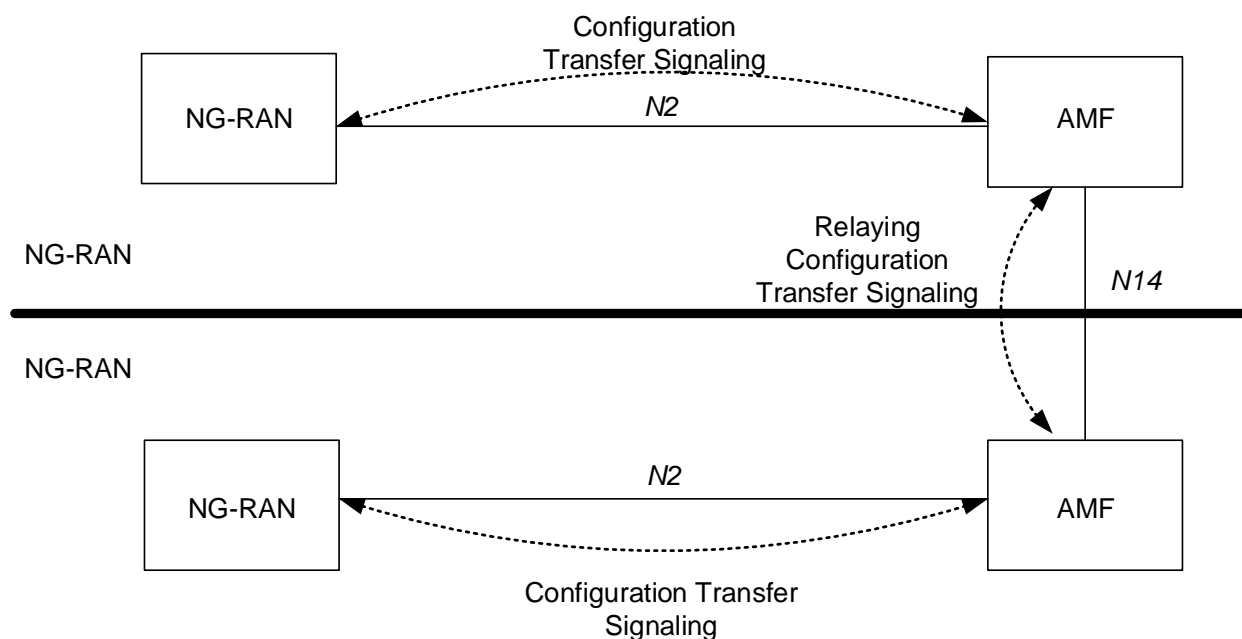 Configuration
Transfer Signaling
NG-RAN
N2
AMF
NG-RAN
Relaying
Configuration
Transfer Signaling
N14
NG-RAN
NG-RAN
N2
AMF
Configuration Transfer
Signaling